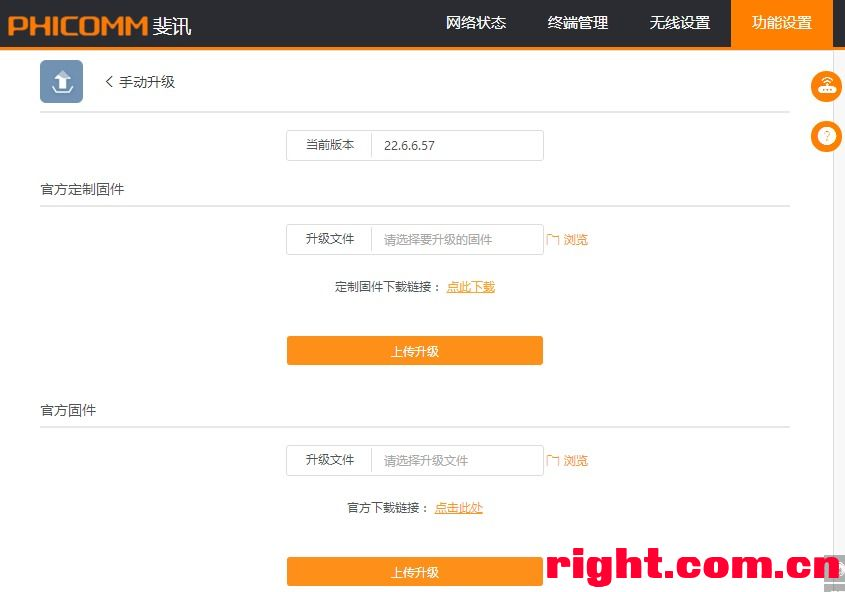 PHICOMM 斐讯 网络状态 终端管理 无线设置 功能设置
< 手动升级
当前版本 22.6.6.57
官方定制固件
升级文件 请选择要升级的固件 浏览
定制固件下载链接： 点此下载
上传升级
官方固件
升级文件 请选择升级文件 浏览
官方下载链接： 点击此处
上传升级
right.com.cn